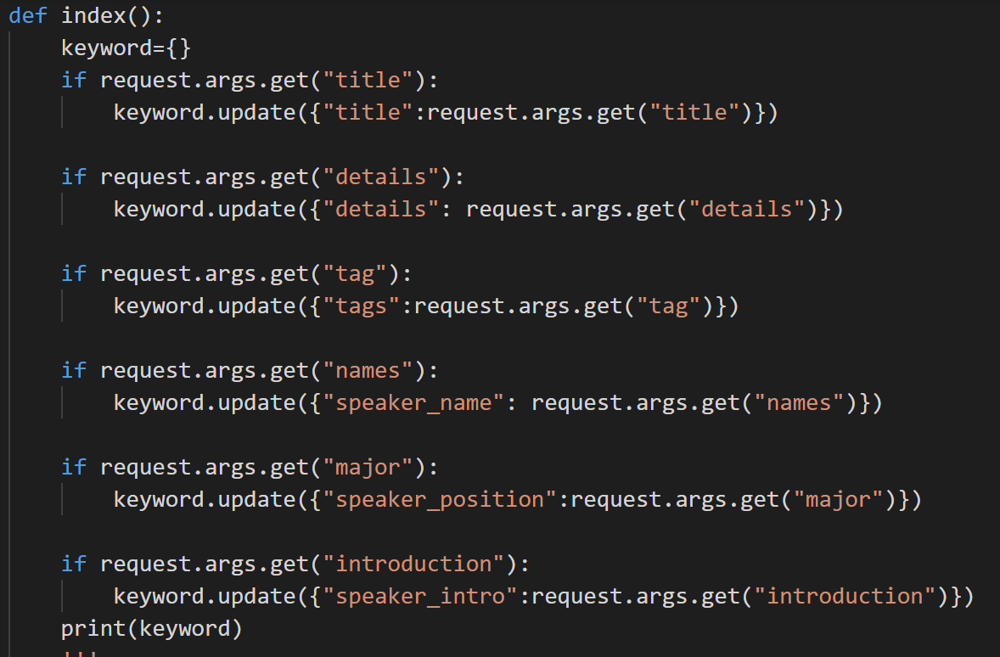 def index():
    keyword={}
    if request.args.get("title"):
        keyword.update({"title":request.args.get("title")})
    if request.args.get("details"):
        keyword.update({"details": request.args.get("details")})
    if request.args.get("tag"):
        keyword.update({"tags":request.args.get("tag")})
    if request.args.get("names"):
        keyword.update({"speaker_name": request.args.get("names")})
    if request.args.get("major"):
        keyword.update({"speaker_position":request.args.get("major")})
    if request.args.get("introduction"):
        keyword.update({"speaker_intro":request.args.get("introduction")})
    print(keyword)
    '''